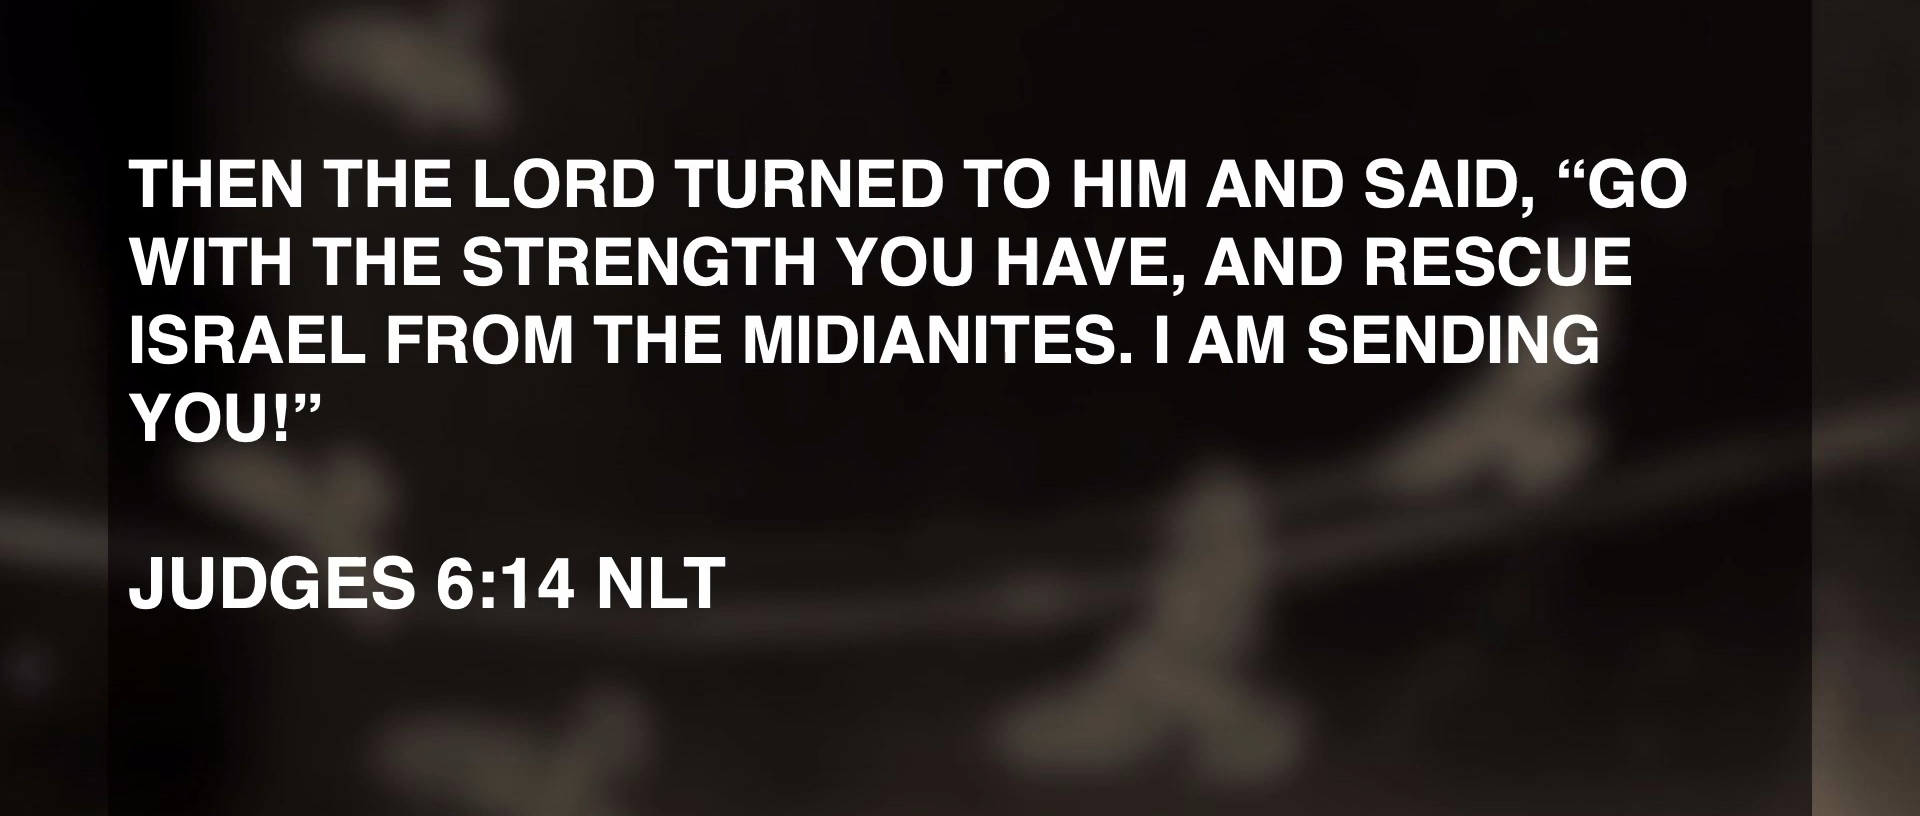 THEN THE LORD TURNED TO HIM AND SAID, “GO
WITH THE STRENGTH YOU HAVE, AND RESCUE
ISRAEL FROM THE MIDIANITES. I AM SENDING
YOU!”
JUDGES 6:14 NLT